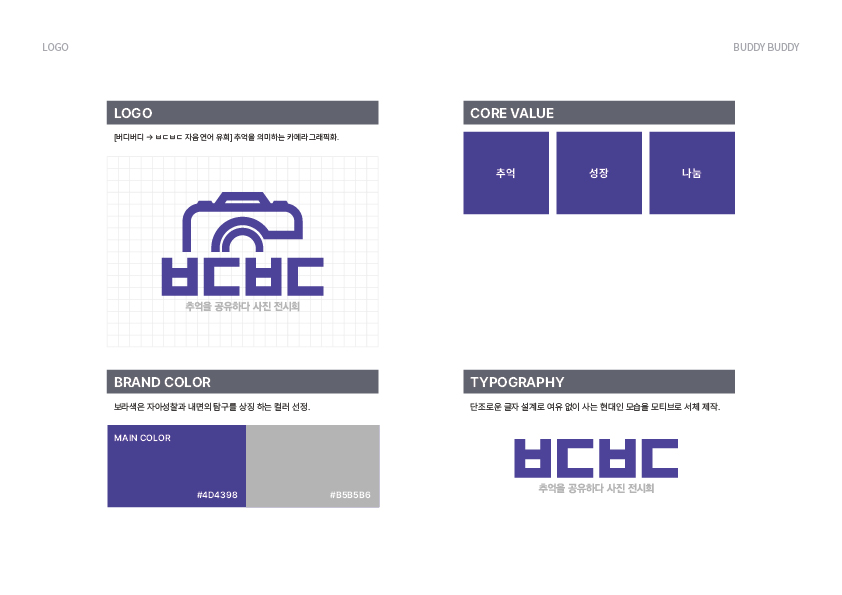 LOGO
BUDDY BUDDY
LOGO
[버디버디 → ㅂㄷㅂㄷ 자음 언어 유희] 추억을 의미하는 카메라 그래픽화.
ㅂㄷㅂㄷ
추억을 공유하다 사진 전시회
CORE VALUE
추억
성장
나눔
BRAND COLOR
보라색은 자아성찰과 내면의 탐구를 상징 하는 컬러 선정.
MAIN COLOR
#4D4398
#B5B5B6
TYPOGRAPHY
단조로운 글자 설계로 여유 없이 사는 현대인 모습을 모티브로 서체 제작.
ㅂㄷㅂㄷ
추억을 공유하다 사진 전시회